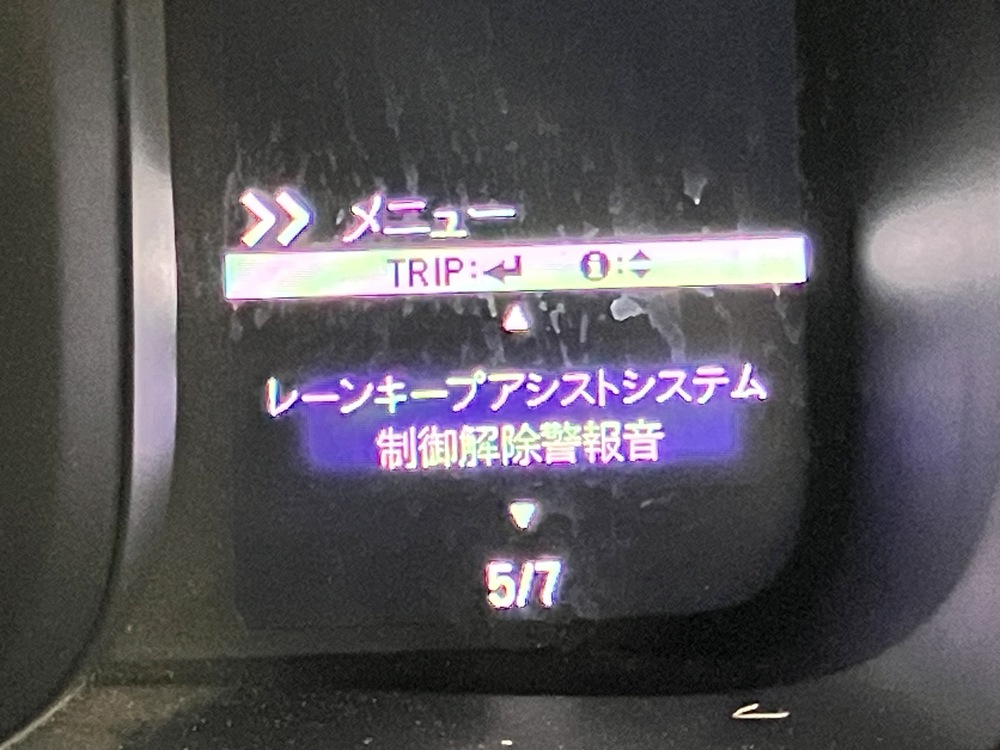 >> メニュー
TRIP:↵ ℹ:▲▼
▲
レーンキープアシストシステム
制御解除警報音
▼
5/7